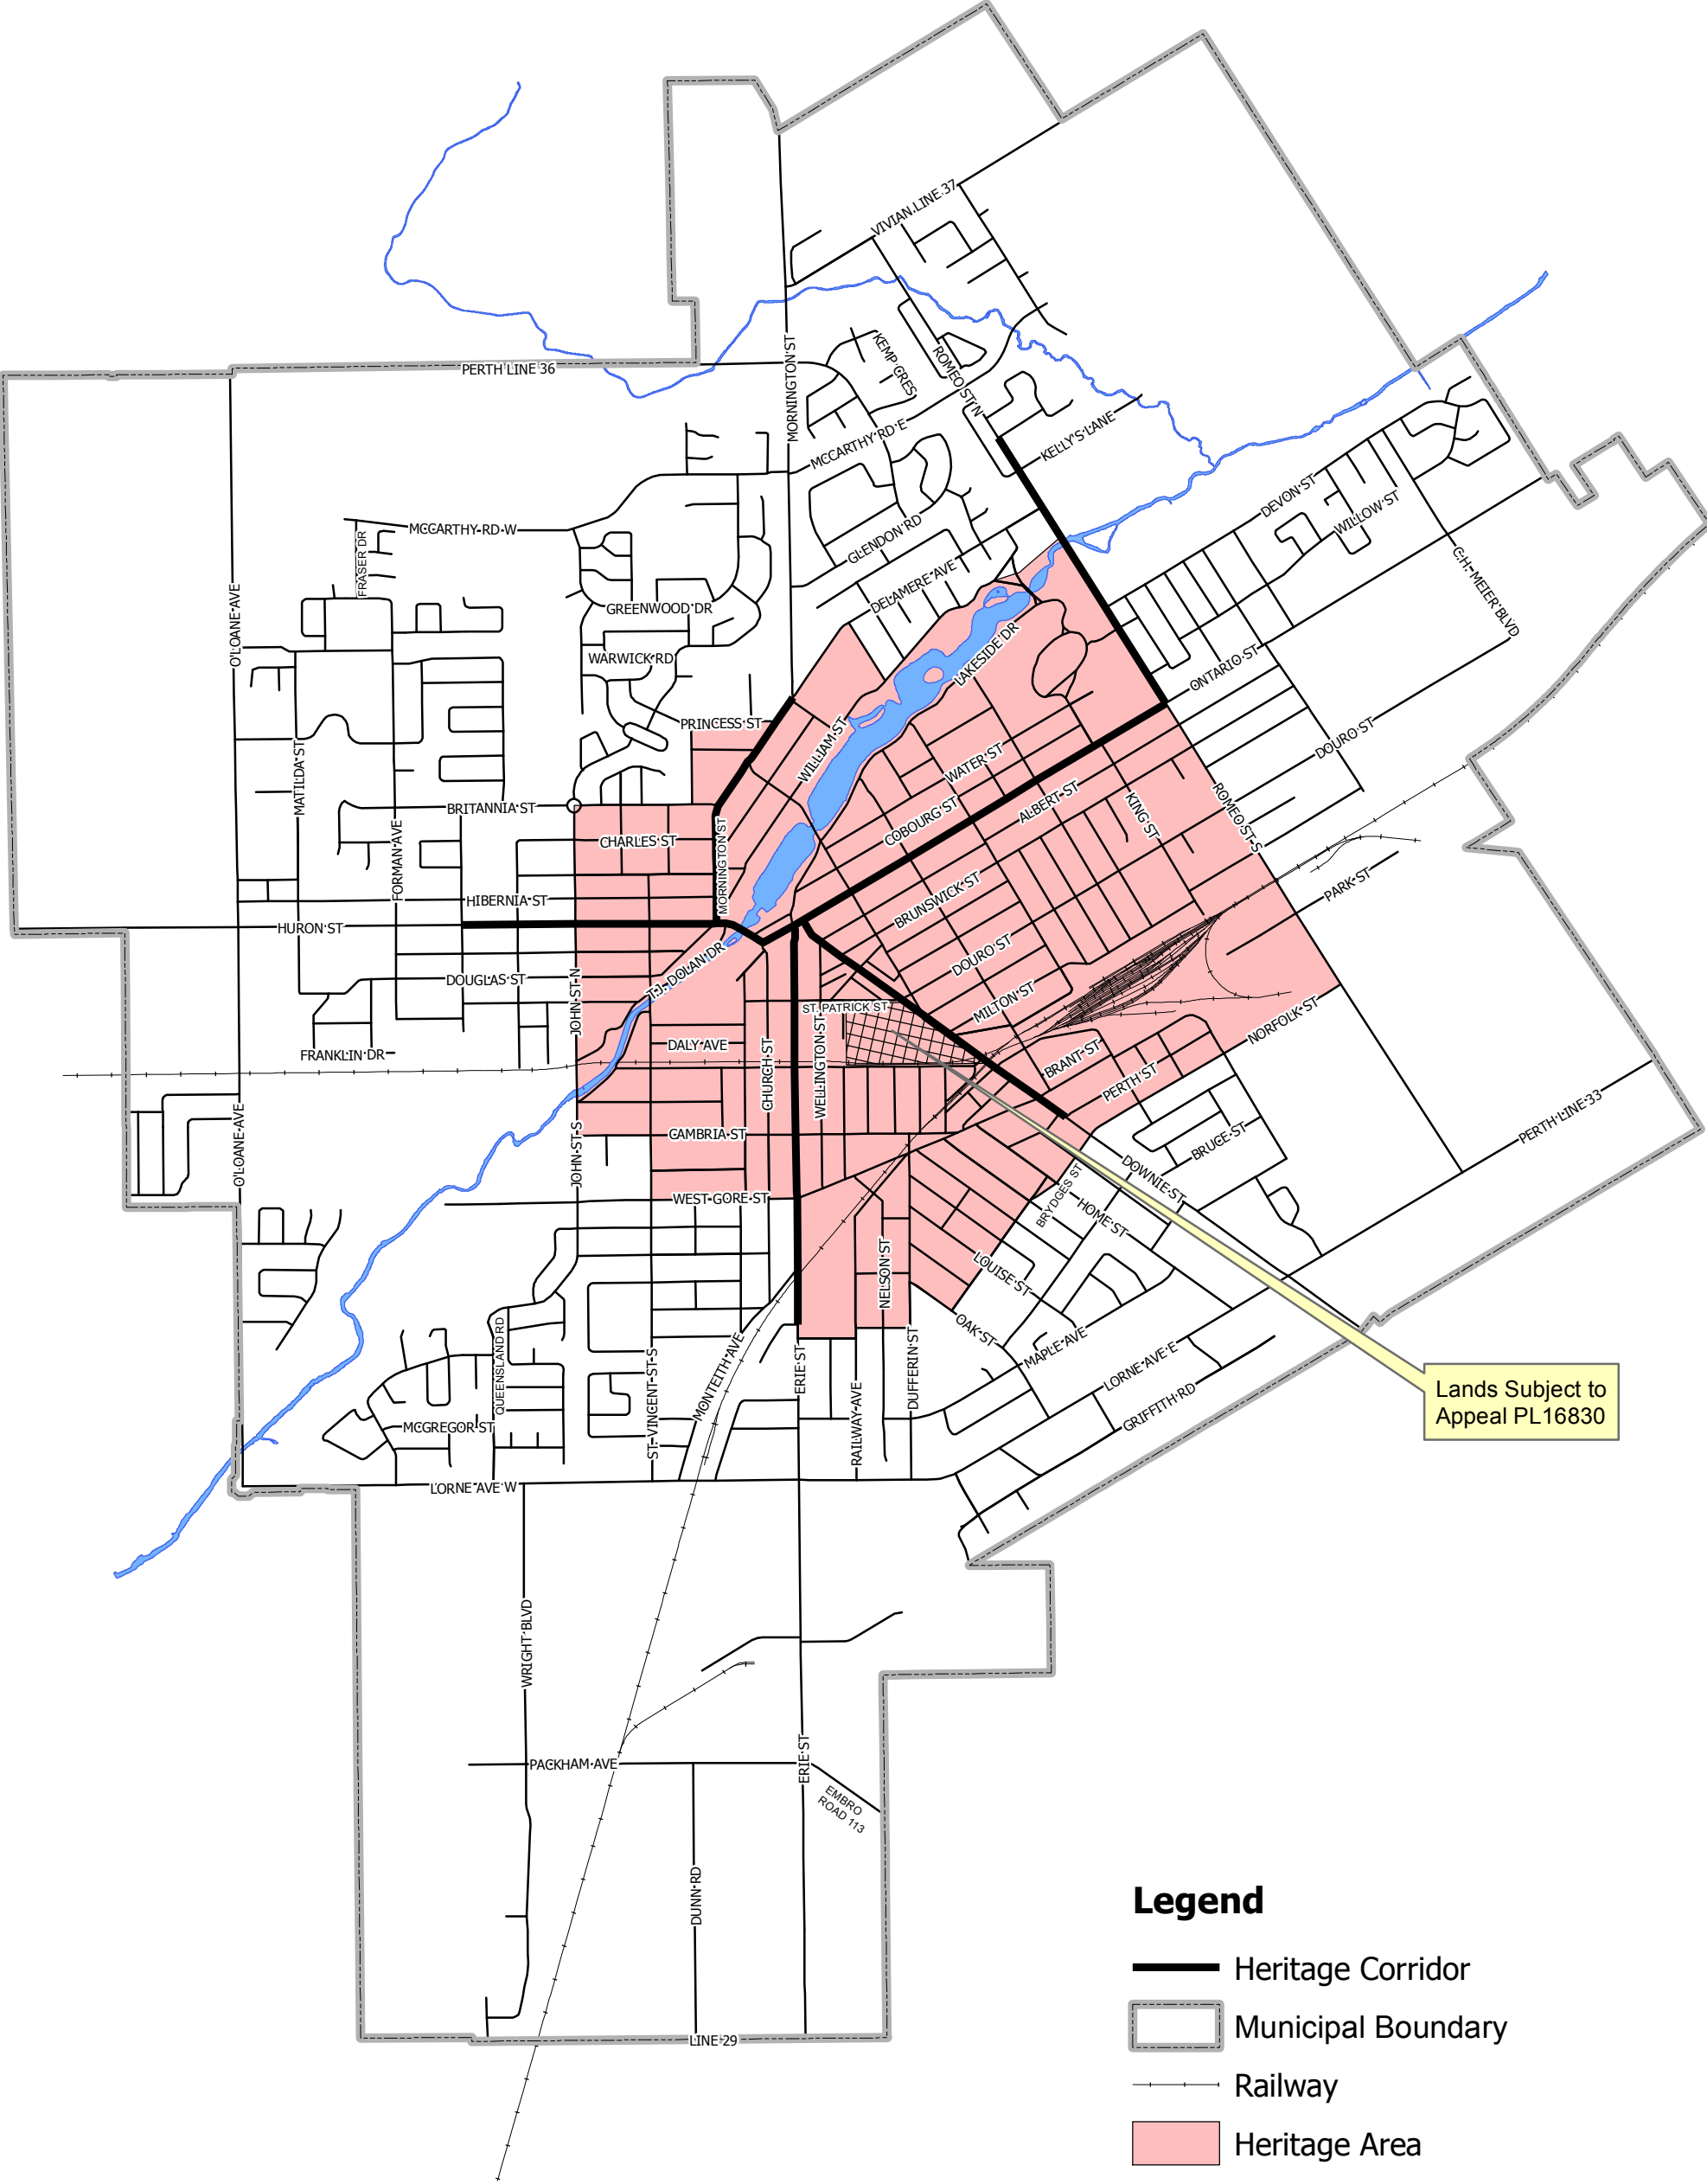 VIVIAN LINE 37
PERTH LINE 36
MORNINGTON ST
KEMP CRES
ROMEO ST N
MCCARTHY RD E
KELLY'S LANE
DEVON ST
WILLOW ST
MCCARTHY RD W
FRASER DR
GLENDON RD
DELAMERE AVE
C.H. MEIER BLVD
O'LOANE AVE
GREENWOOD DR
WARWICK RD
LAKESIDE DR
ONTARIO ST
PRINCESS ST
WILLIAM ST
WATER ST
DOURO ST
MATILDA ST
BRITANNIA ST
COBOURG ST
ALBERT ST
KING ST
ROMEO ST S
CHARLES ST
MORNINGTON ST
FORMAN AVE
HIBERNIA ST
BRUNSWICK ST
PARK ST
HURON ST
T.J. DOLAN DR
DOURO ST
DOUGLAS ST
JOHN ST N
ST. PATRICK ST
MILTON ST
NORFOLK ST
FRANKLIN DR
DALY AVE
CHURCH ST
WELLINGTON ST
BRANT ST
PERTH ST
O'LOANE AVE
JOHN ST S
CAMBRIA ST
BRUCE ST
PERTH LINE 33
WEST GORE ST
BRYDGES ST
DOWNIE ST
HOME ST
NELSON ST
LOUISE ST
OAK ST
QUEENSLAND RD
ST VINCENT ST S
MONTEITH AVE
ERIE ST
RAILWAY AVE
DUFFERIN ST
MAPLE AVE
LORNE AVE E
GRIFFITH RD
Lands Subject to
Appeal PL16830
MCGREGOR ST
LORNE AVE W
WRIGHT BLVD
ERIE ST
PACKHAM AVE
EMBRO
ROAD 113
DUNN RD
LINE 29
Legend
Heritage Corridor
Municipal Boundary
Railway
Heritage Area